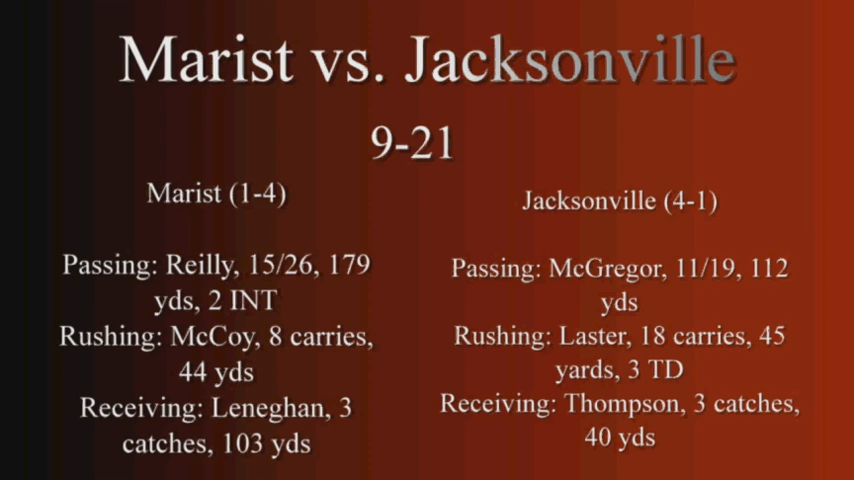 Marist vs. Jacksonville
9-21
Marist (1-4)
Passing: Reilly, 15/26, 179
yds, 2 INT
Rushing: McCoy, 8 carries,
44 yds
Receiving: Leneghan, 3
catches, 103 yds
Jacksonville (4-1)
Passing: McGregor, 11/19, 112
yds
Rushing: Laster, 18 carries, 45
yards, 3 TD
Receiving: Thompson, 3 catches,
40 yds